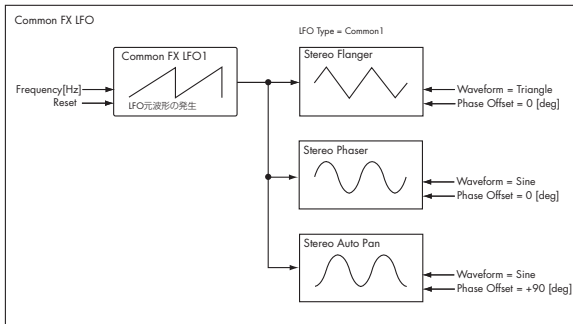 Common FX LFO
LFO Type = Common1
Common FX LFO1
Stereo Flanger
Frequency[Hz]
Reset
LFO元波形の発生
Waveform = Triangle
Phase Offset = 0 [deg]
Stereo Phaser
Waveform = Sine
Phase Offset = 0 [deg]
Stereo Auto Pan
Waveform = Sine
Phase Offset = +90 [deg]